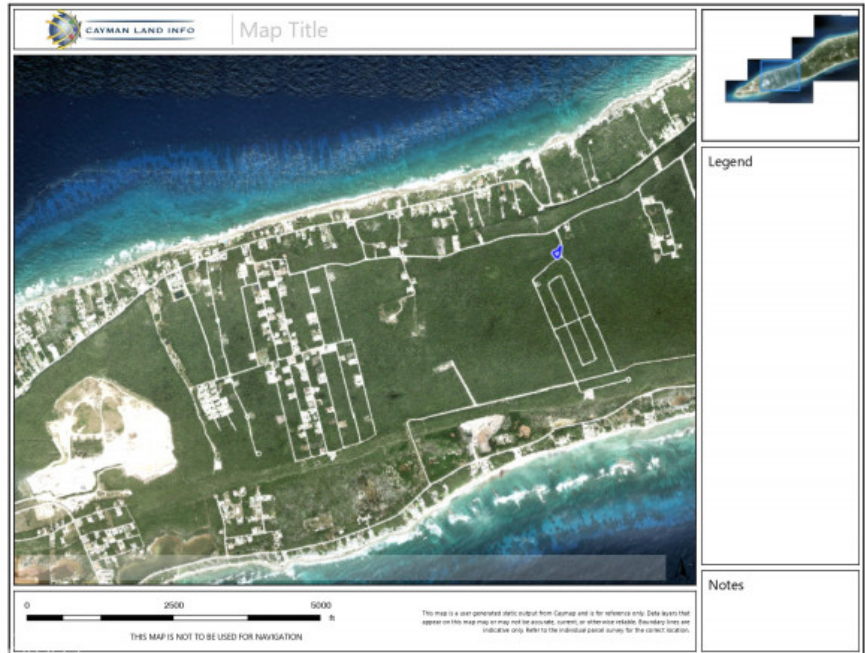 CAYMAN LAND INFO
Map Title
Legend
Notes
0 2500 5000
ft
THIS MAP IS NOT TO BE USED FOR NAVIGATION
This map is a user generated static output from Caymap and is for reference only. Data layers that
appear on this map may or may not be accurate, current, or otherwise reliable. Boundary lines are
indicative only. Refer to the individual parcel survey for the correct location.